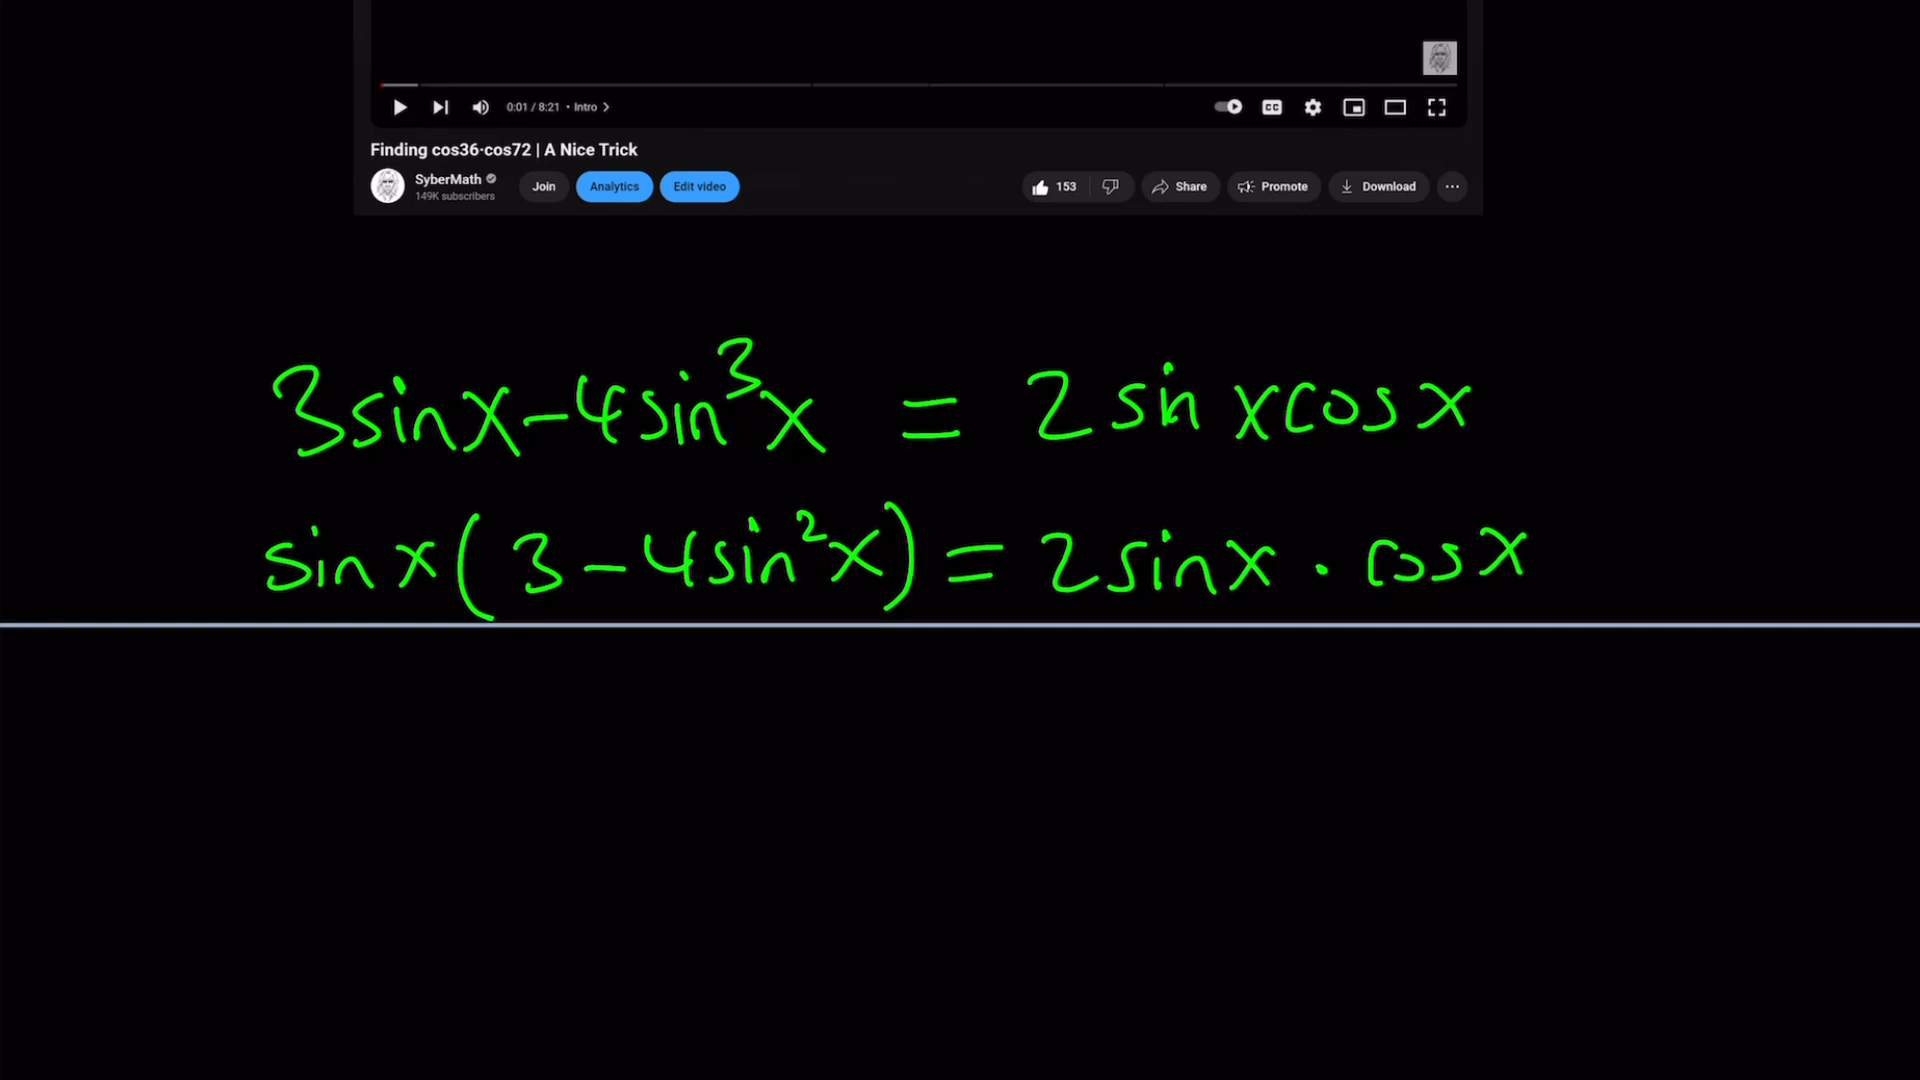 0:01 / 8:21 • Intro
CC
Finding cos36·cos72 | A Nice Trick
SyberMath
149K subscribers
Join
Analytics
Edit video
153
Share
Promote
Download
3sinx-4sin³x = 2sinxcosx
sinx(3-4sin²x) = 2sinx · cosx